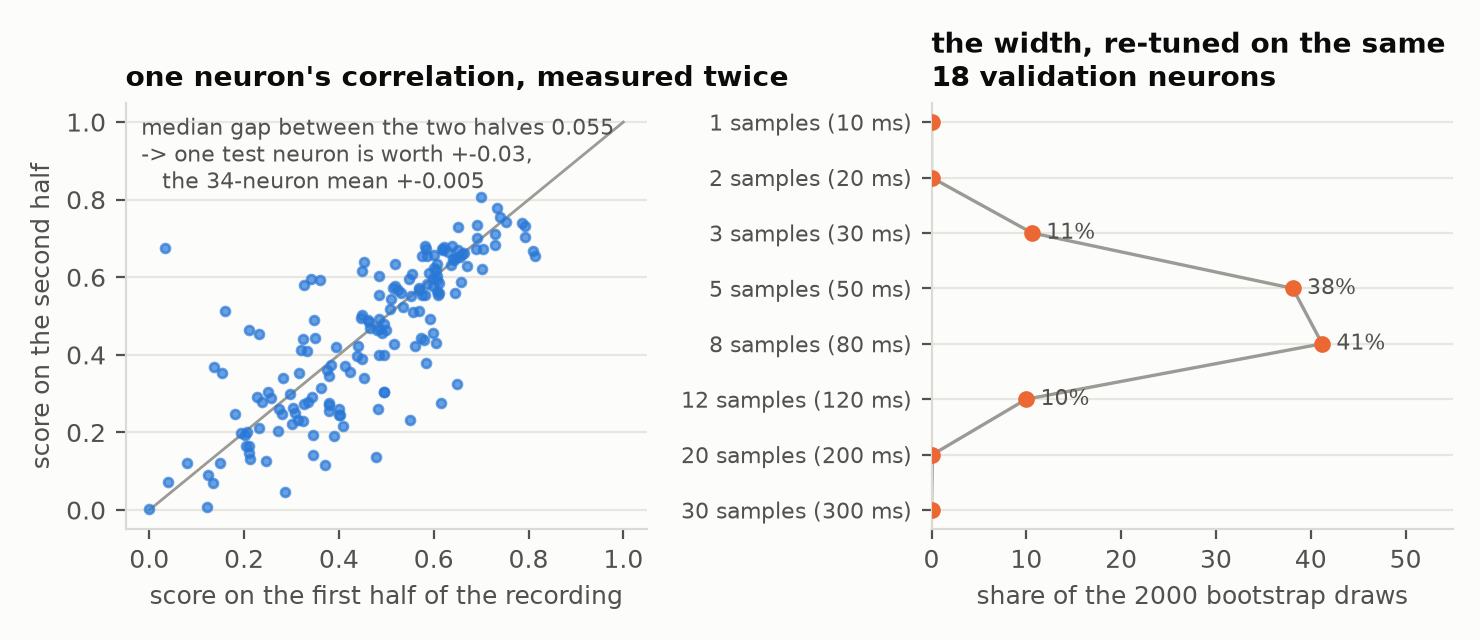 one neuron's correlation, measured twice
median gap between the two halves 0.055
-> one test neuron is worth +-0.03,
the 34-neuron mean +-0.005
score on the second half
1.0
0.8
0.6
0.4
0.2
0.0
0.0 0.2 0.4 0.6 0.8 1.0
score on the first half of the recording
the width, re-tuned on the same
18 validation neurons
1 samples (10 ms)
2 samples (20 ms)
3 samples (30 ms)
5 samples (50 ms)
8 samples (80 ms)
12 samples (120 ms)
20 samples (200 ms)
30 samples (300 ms)
11%
38%
41%
10%
0 10 20 30 40 50
share of the 2000 bootstrap draws